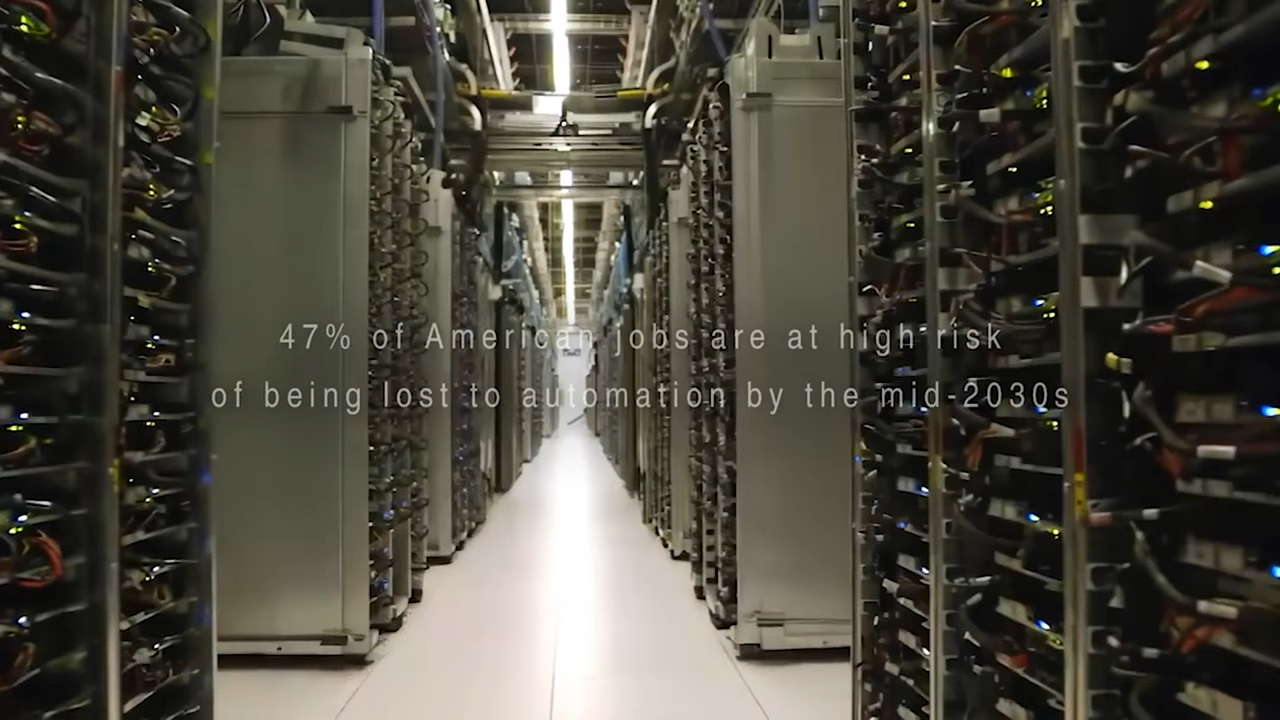 47% of American jobs are at high risk
of being lost to automation by the mid-2030s